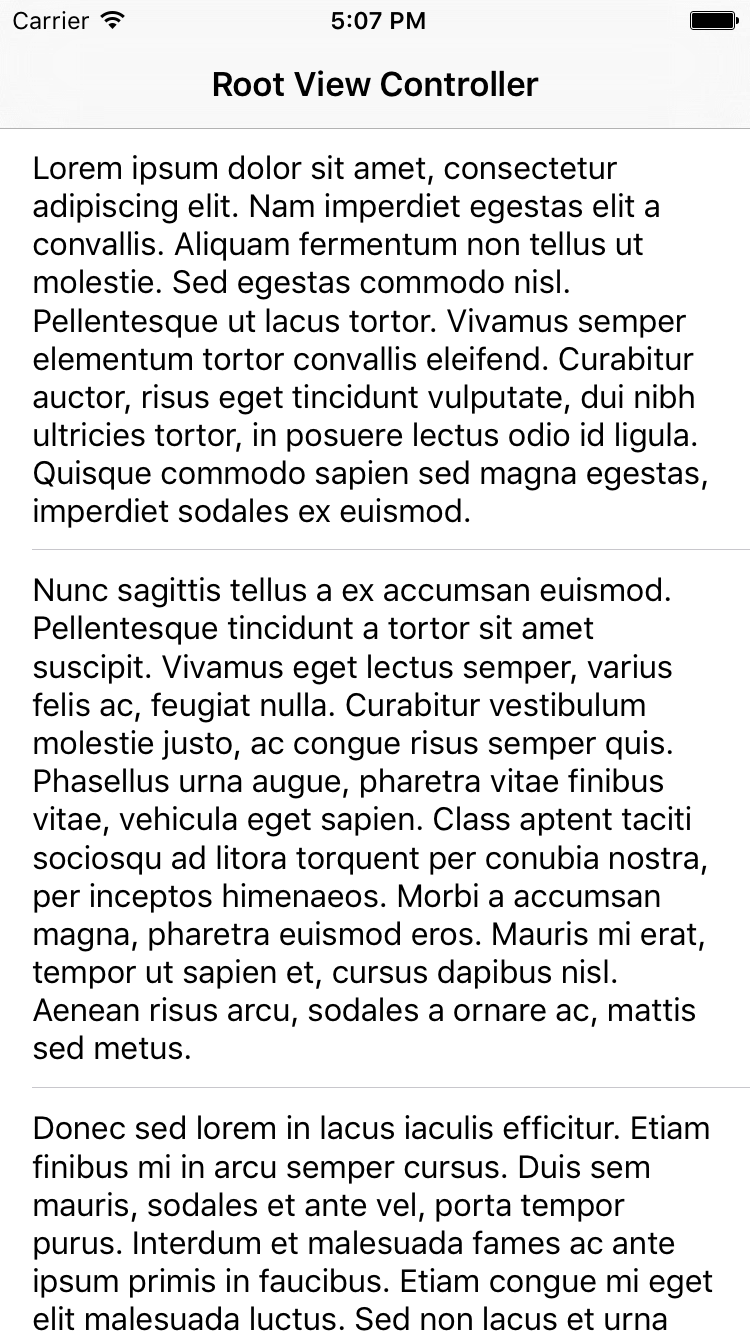 Carrier 5:07 PM
Root View Controller
Lorem ipsum dolor sit amet, consectetur
adipiscing elit. Nam imperdiet egestas elit a
convallis. Aliquam fermentum non tellus ut
molestie. Sed egestas commodo nisl.
Pellentesque ut lacus tortor. Vivamus semper
elementum tortor convallis eleifend. Curabitur
auctor, risus eget tincidunt vulputate, dui nibh
ultricies tortor, in posuere lectus odio id ligula.
Quisque commodo sapien sed magna egestas,
imperdiet sodales ex euismod.
Nunc sagittis tellus a ex accumsan euismod.
Pellentesque tincidunt a tortor sit amet
suscipit. Vivamus eget lectus semper, varius
felis ac, feugiat nulla. Curabitur vestibulum
molestie justo, ac congue risus semper quis.
Phasellus urna augue, pharetra vitae finibus
vitae, vehicula eget sapien. Class aptent taciti
sociosqu ad litora torquent per conubia nostra,
per inceptos himenaeos. Morbi a accumsan
magna, pharetra euismod eros. Mauris mi erat,
tempor ut sapien et, cursus dapibus nisl.
Aenean risus arcu, sodales a ornare ac, mattis
sed metus.
Donec sed lorem in lacus iaculis efficitur. Etiam
finibus mi in arcu semper cursus. Duis sem
mauris, sodales et ante vel, porta tempor
purus. Interdum et malesuada fames ac ante
ipsum primis in faucibus. Etiam congue mi eget
elit malesuada luctus. Sed non lacus et urna